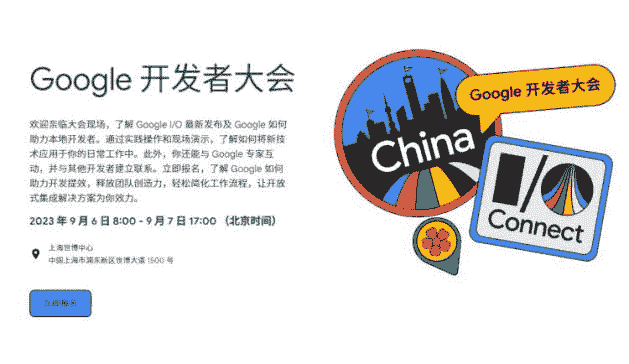 Google 开发者大会
欢迎亲临大会现场，了解 Google I/O 最新发布及 Google 如何
助力本地开发者。通过实践操作和现场演示，了解如何将新技
术应用于你的日常工作中。此外，你还能与 Google 专家互
动，并与其他开发者建立联系。立即报名，了解 Google 如何
助力开发提效，释放团队创造力，轻松简化工作流程，让开放
式集成解决方案为你效力。
2023 年 9 月 6 日 8:00 - 9 月 7 日 17:00 （北京时间）
上海世博中心
中国上海市浦东新区世博大道 1500 号
Google 开发者大会
China
I/O
Connect